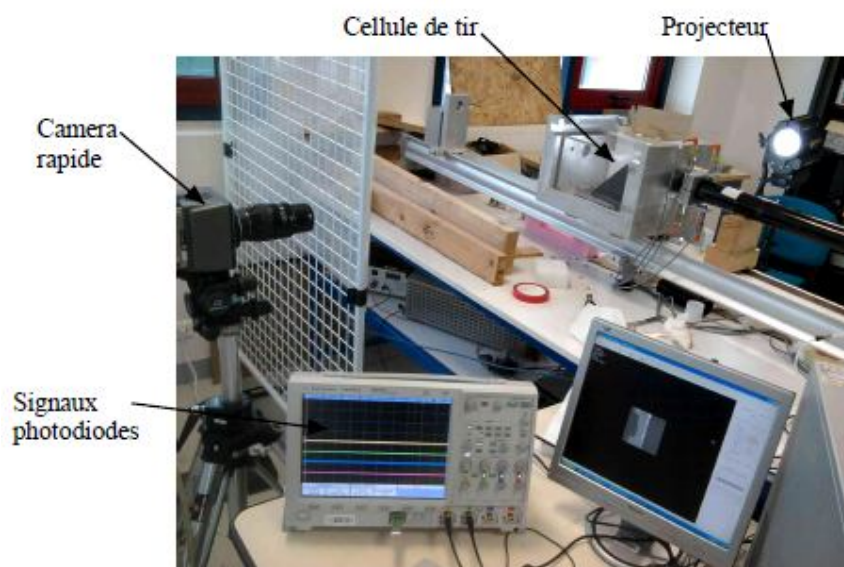 Cellule de tir
Projecteur
Camera
rapide
Signaux
photodiodes